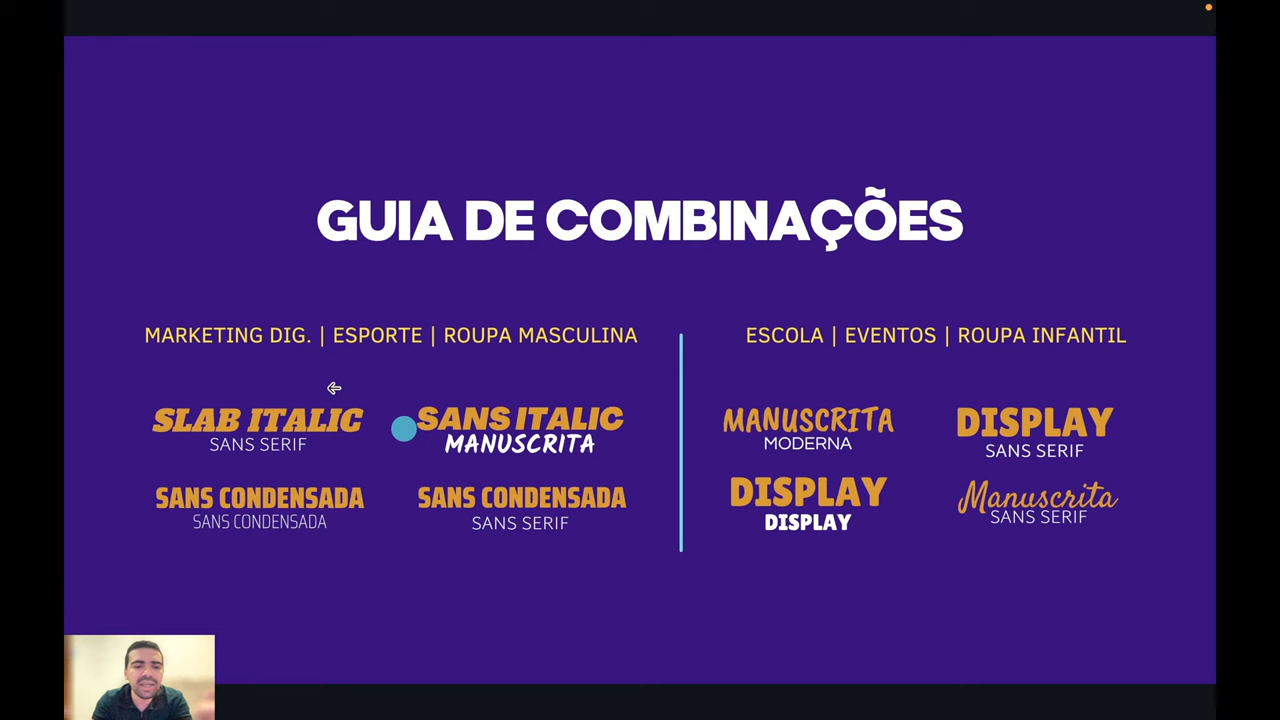 GUIA DE COMBINAÇÕES
MARKETING DIG. | ESPORTE | ROUPA MASCULINA
SLAB ITALIC
SANS SERIF
SANS ITALIC
MANUSCRITA
SANS CONDENSADA
SANS CONDENSADA
SANS CONDENSADA
SANS SERIF
ESCOLA | EVENTOS | ROUPA INFANTIL
MANUSCRITA
MODERNA
DISPLAY
SANS SERIF
DISPLAY
DISPLAY
Manuscrita
SANS SERIF